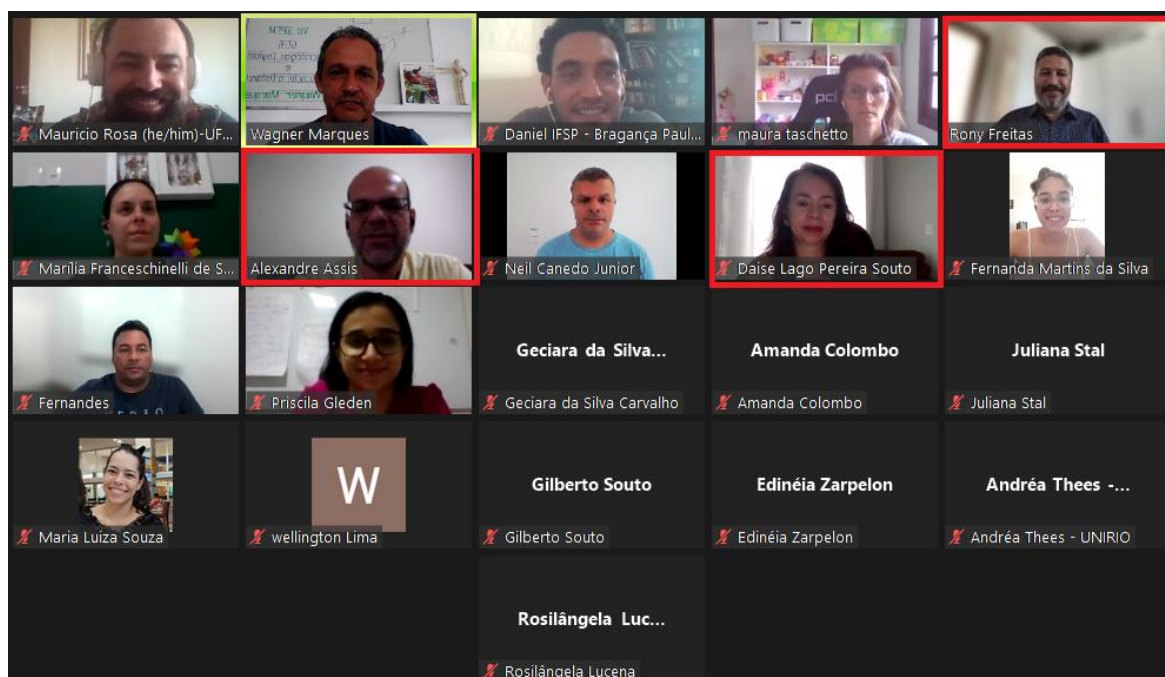 Mauricio Rosa (he/him)-UF...
VII SEPEM
Wagner Marques
Daniel IFSP - Bragança Paul...
pcy
maura taschetto
Rony Freitas
Marília Franceschinelli de S...
Alexandre Assis
Neil Canedo Junior
Daise Lago Pereira Souto
Fernanda Martins da Silva
Fernandes
Priscila Gleden
Geciara da Silva...
Geciara da Silva Carvalho
Amanda Colombo
Amanda Colombo
Juliana Stal
Juliana Stal
Maria Luiza Souza
W
wellington Lima
Gilberto Souto
Gilberto Souto
Edinéia Zarpelon
Edinéia Zarpelon
Andréa Thees -...
Andréa Thees - UNIRIO
Rosilângela Luc...
Rosilângela Lucena